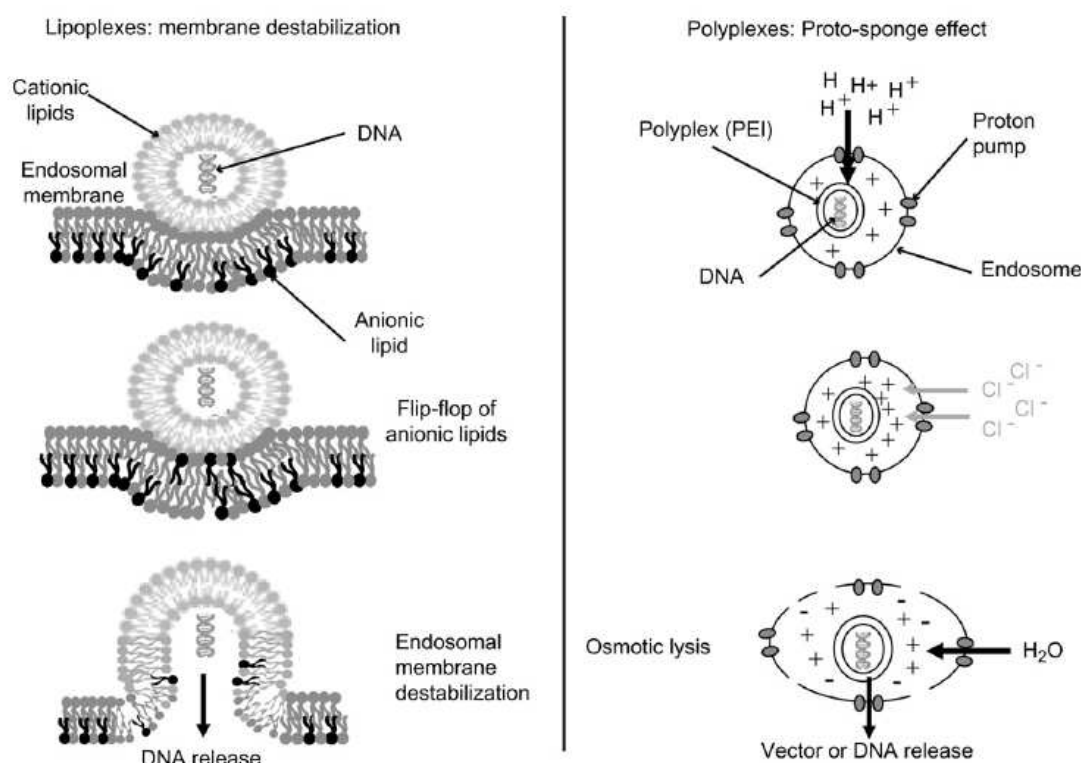 Lipoplexes: membrane destabilization
Cationic
lipids
DNA
Endosomal
membrane
Anionic
lipid
Flip-flop of
anionic lipids
Endosomal
membrane
destabilization
DNA release
Polyplexes: Proto-sponge effect
H H+ H+
H+ H+
Polyplex (PEI)
Proton
pump
DNA
Endosome
Cl-
Cl-
Cl-
Cl-
Osmotic lysis
H2O
Vector or DNA release